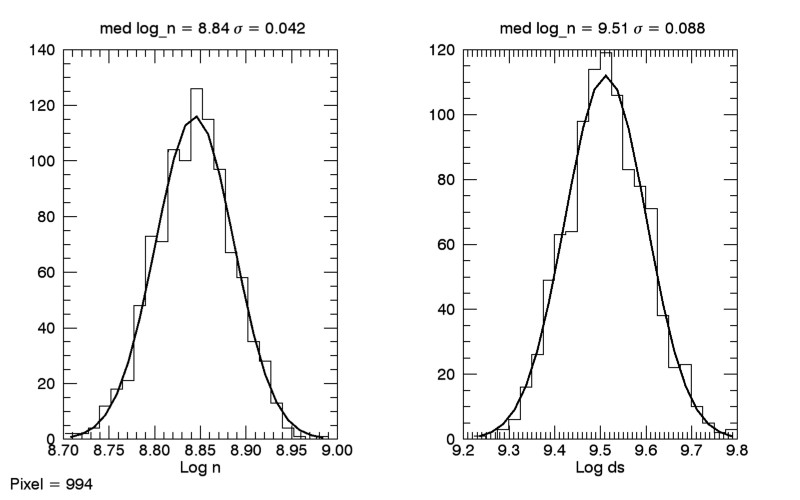 med log_n = 8.84 σ = 0.042
med log_n = 9.51 σ = 0.088
140
120
100
80
60
40
20
0
8.70 8.75 8.80 8.85 8.90 8.95 9.00
Log n
120
100
80
60
40
20
0
9.2 9.3 9.4 9.5 9.6 9.7 9.8
Log ds
Pixel = 994